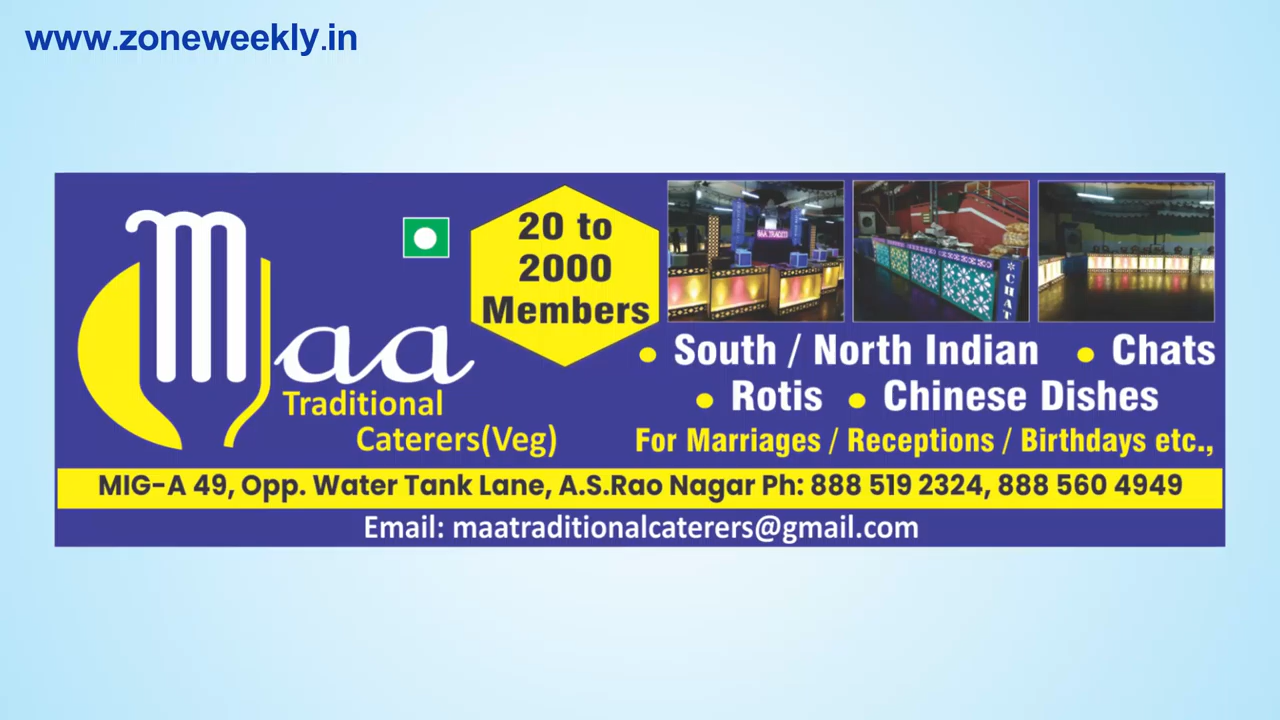 www.zoneweekly.in
Maa
Traditional
Caterers(Veg)
20 to
2000
Members
CHAT
• South / North Indian • Chats
• Rotis • Chinese Dishes
For Marriages / Receptions / Birthdays etc.,
MIG-A 49, Opp. Water Tank Lane, A.S.Rao Nagar Ph: 888 519 2324, 888 560 4949
Email: maatraditionalcaterers@gmail.com